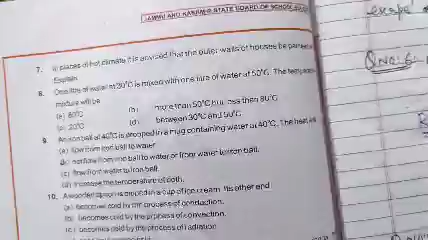 JAMMU AND KASHMIR STATE BOARD OF SCHOOL
7. In places of hot climate it is advised that the outer walls of houses be painted
Explain.
8. One litre of water at 30°C is mixed with one litre of water at 50°C. The temperature
mixture will be
(a) 80°C (b) more than 50°C but less than 80°C
(c) 20°C (d) between 30°C and 50°C
9. An iron ball at 40°C is dropped in a mug containing water at 40°C. The heat will
(a) flow from iron ball to water.
(b) not flow from iron ball to water or from water to iron ball.
(c) flow from water to iron ball.
(d) increase the temperature of both.
10. A wooden spoon is dipped in a cup of ice cream. Its other end
(a) becomes cold by the process of conduction.
(b) becomes cold by the process of convection.
(c) becomes cold by the process of radiation